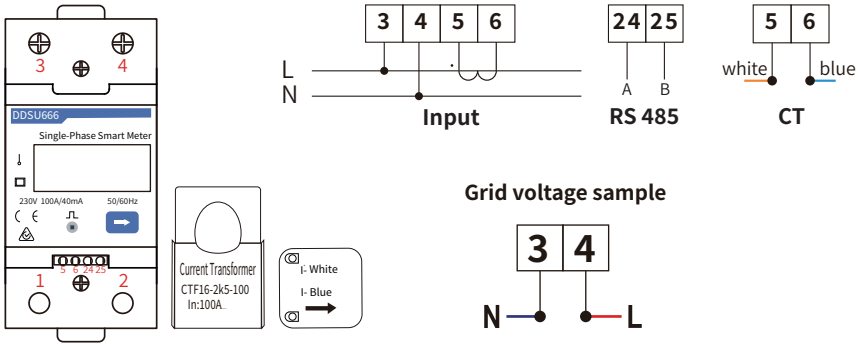 3 4
DDSU666
Single-Phase Smart Meter
230V 100A/40mA 50/60Hz
5 6 24 25
1 2
Current Transformer
CTF16-2k5-100
In:100A
I- White
I- Blue
3 4 5 6
L
N
Input
24 25
A B
RS 485
5 6
white blue
CT
Grid voltage sample
3 4
N L